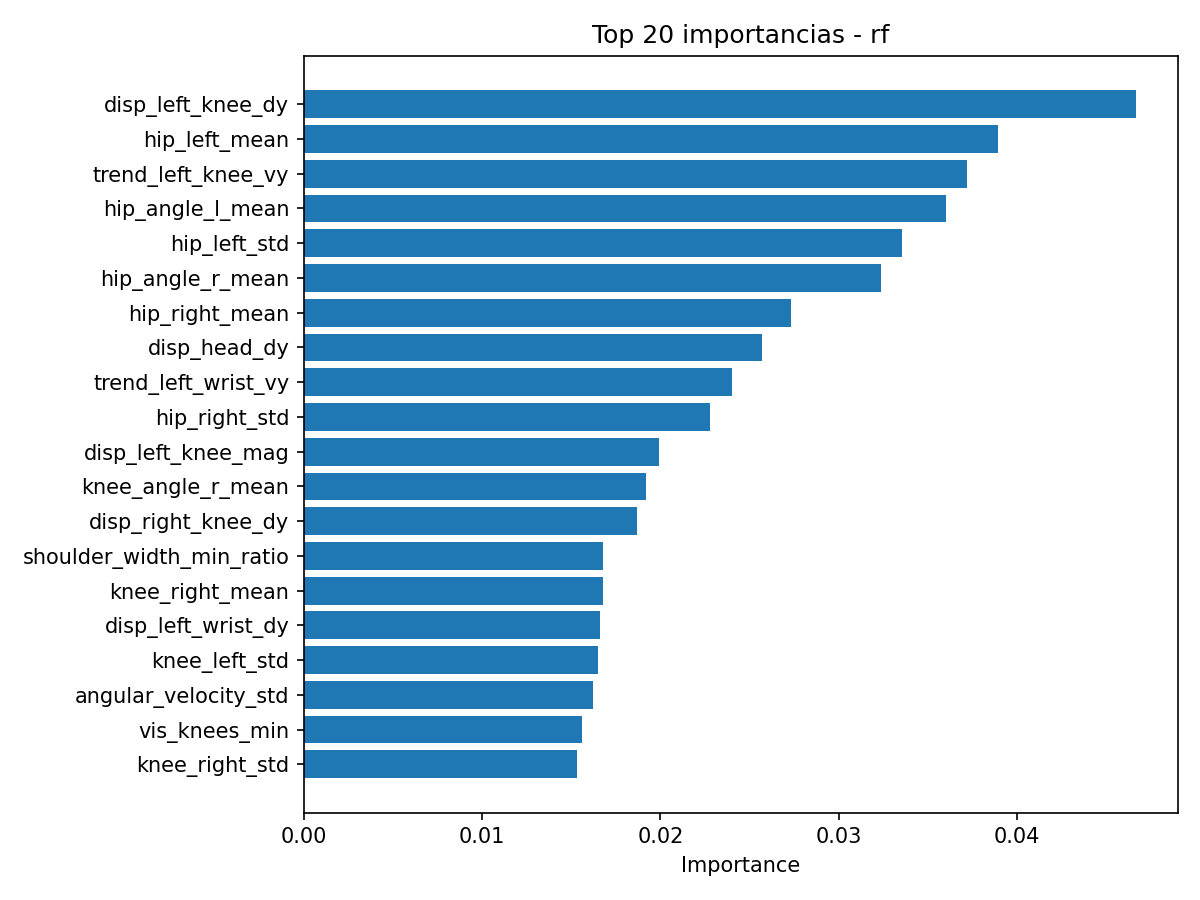 Top 20 importancias - rf
disp_left_knee_dy
hip_left_mean
trend_left_knee_vy
hip_angle_l_mean
hip_left_std
hip_angle_r_mean
hip_right_mean
disp_head_dy
trend_left_wrist_vy
hip_right_std
disp_left_knee_mag
knee_angle_r_mean
disp_right_knee_dy
shoulder_width_min_ratio
knee_right_mean
disp_left_wrist_dy
knee_left_std
angular_velocity_std
vis_knees_min
knee_right_std
0.00 0.01 0.02 0.03 0.04
Importance